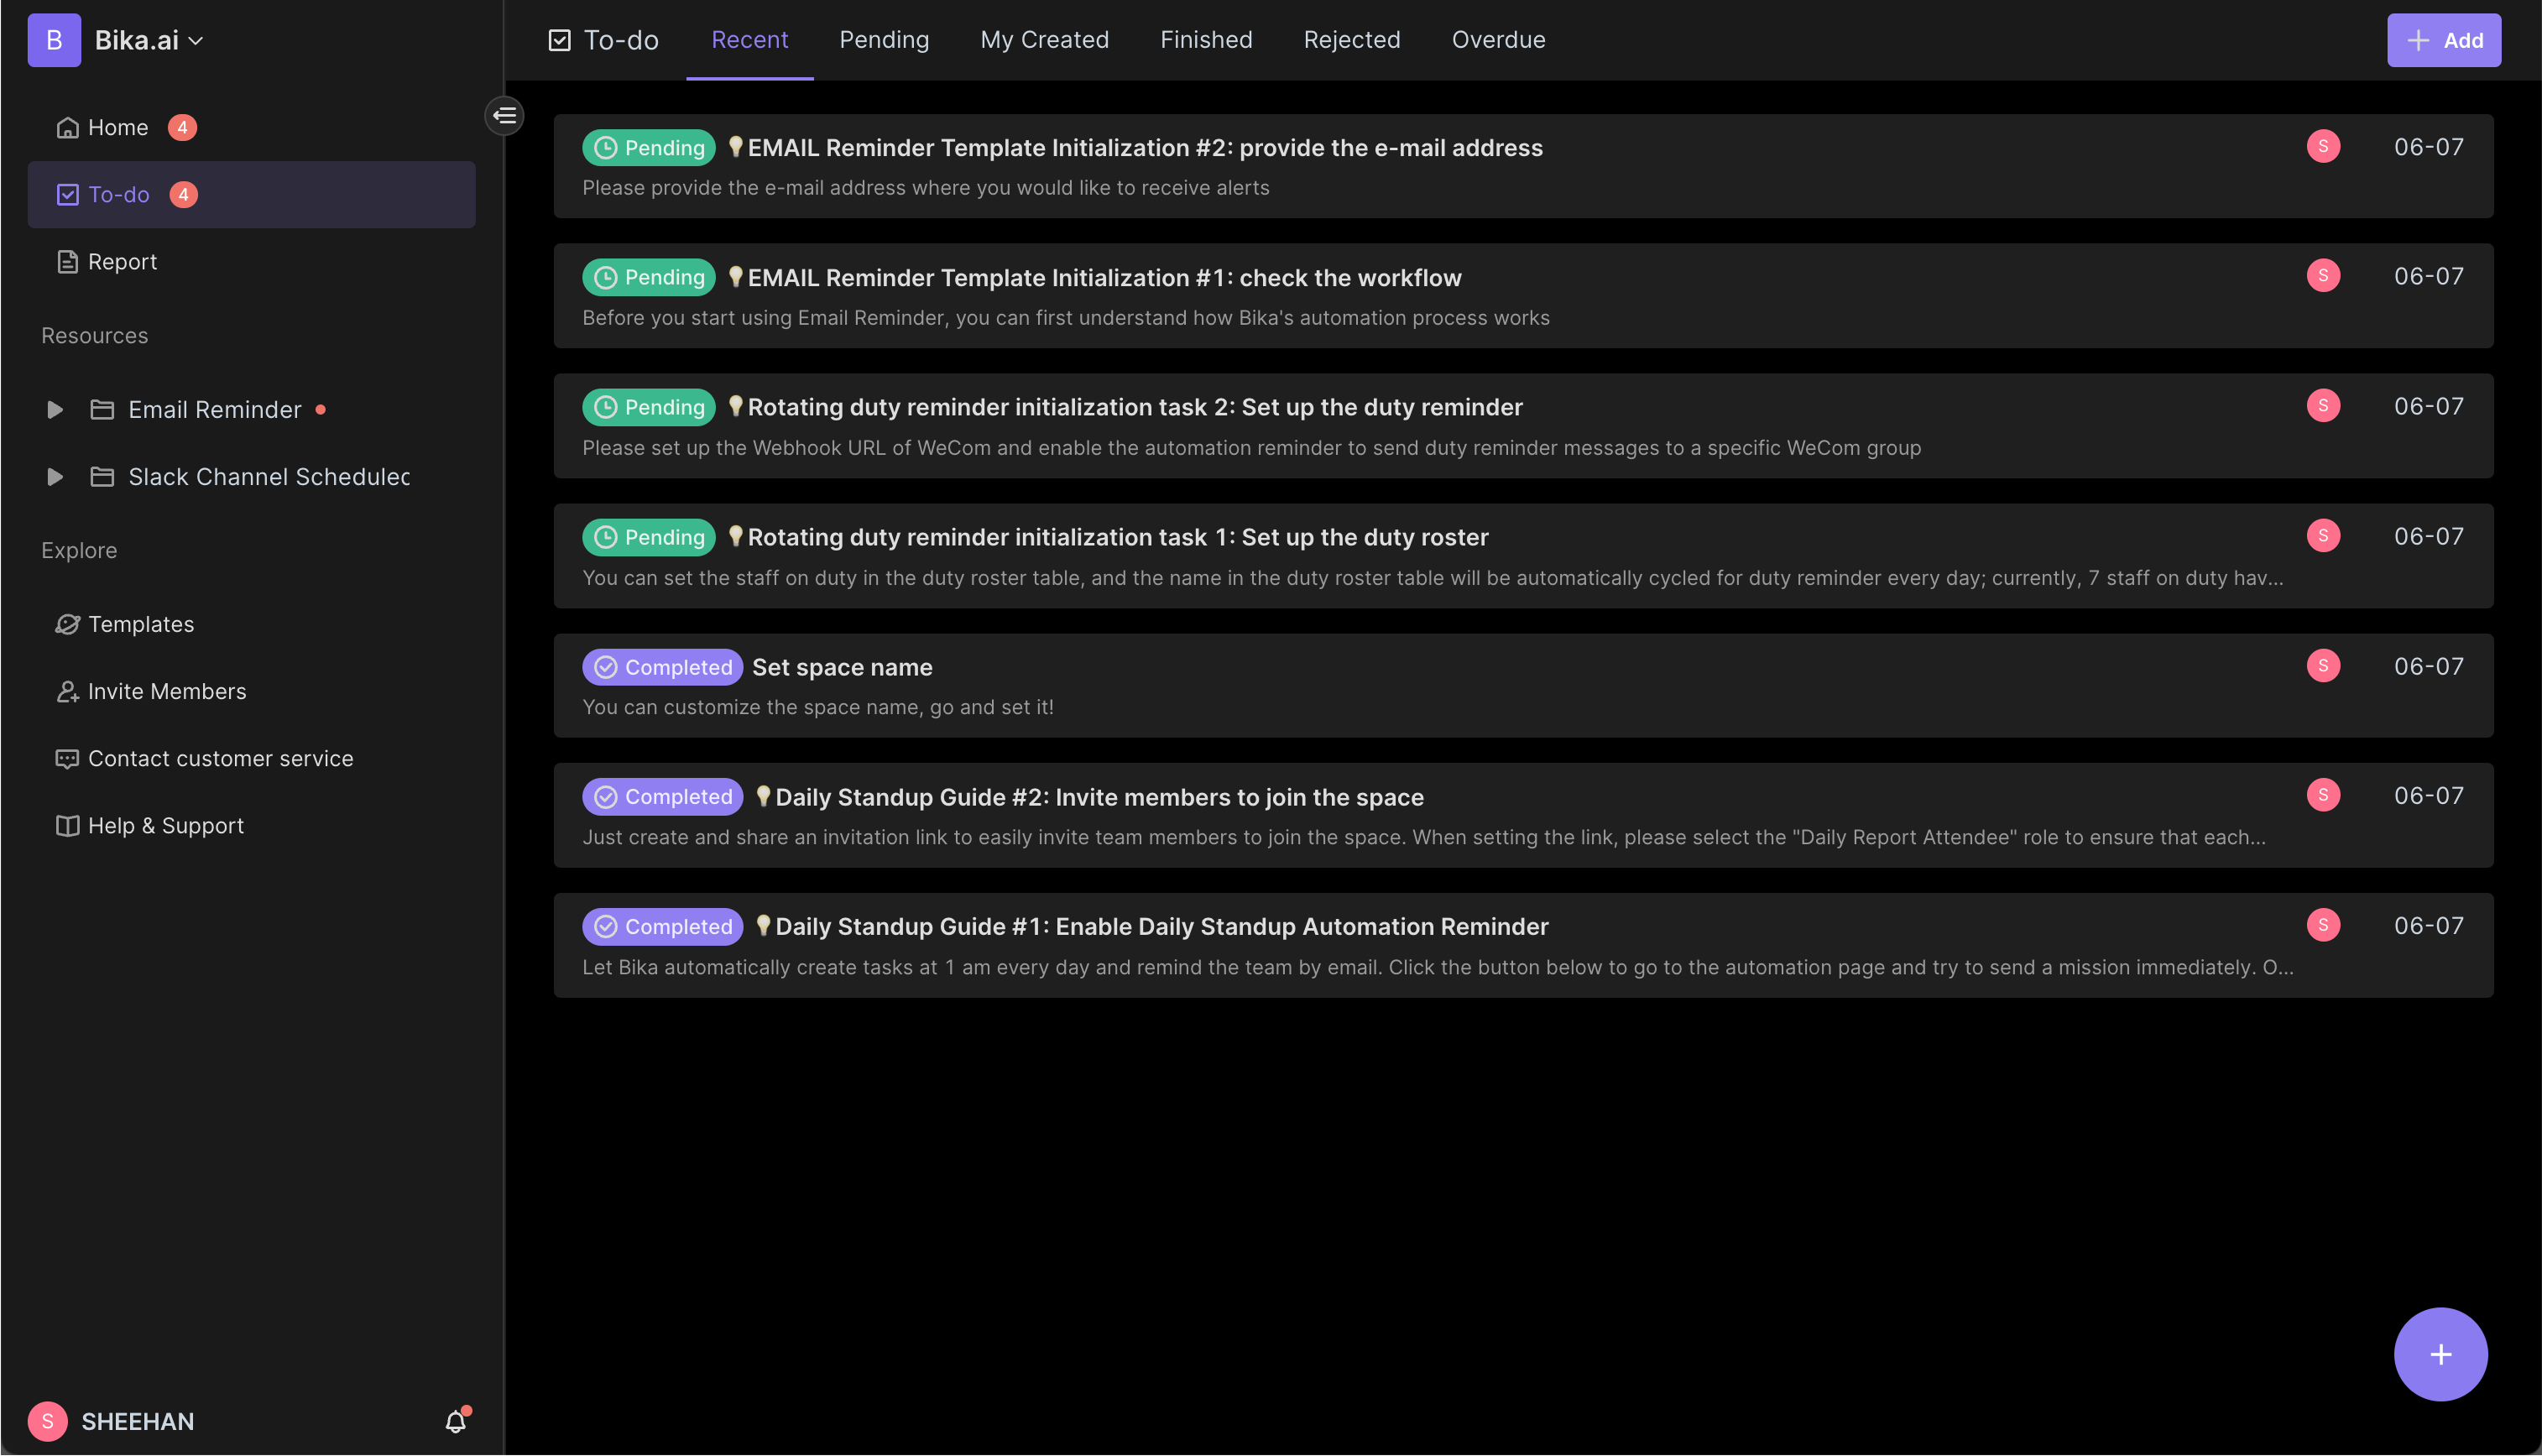 B Bika.ai
Home 4
To-do 4
Report
Resources
Email Reminder
Slack Channel Scheduled
Explore
Templates
Invite Members
Contact customer service
Help & Support
S SHEEHAN
To-do Recent Pending My Created Finished Rejected Overdue + Add
Pending EMAIL Reminder Template Initialization #2: provide the e-mail address S 06-07
Please provide the e-mail address where you would like to receive alerts
Pending EMAIL Reminder Template Initialization #1: check the workflow S 06-07
Before you start using Email Reminder, you can first understand how Bika's automation process works
Pending Rotating duty reminder initialization task 2: Set up the duty reminder S 06-07
Please set up the Webhook URL of WeCom and enable the automation reminder to send duty reminder messages to a specific WeCom group
Pending Rotating duty reminder initialization task 1: Set up the duty roster S 06-07
You can set the staff on duty in the duty roster table, and the name in the duty roster table will be automatically cycled for duty reminder every day; currently, 7 staff on duty hav...
Completed Set space name S 06-07
You can customize the space name, go and set it!
Completed Daily Standup Guide #2: Invite members to join the space S 06-07
Just create and share an invitation link to easily invite team members to join the space. When setting the link, please select the "Daily Report Attendee" role to ensure that each...
Completed Daily Standup Guide #1: Enable Daily Standup Automation Reminder S 06-07
Let Bika automatically create tasks at 1 am every day and remind the team by email. Click the button below to go to the automation page and try to send a mission immediately. O...
+